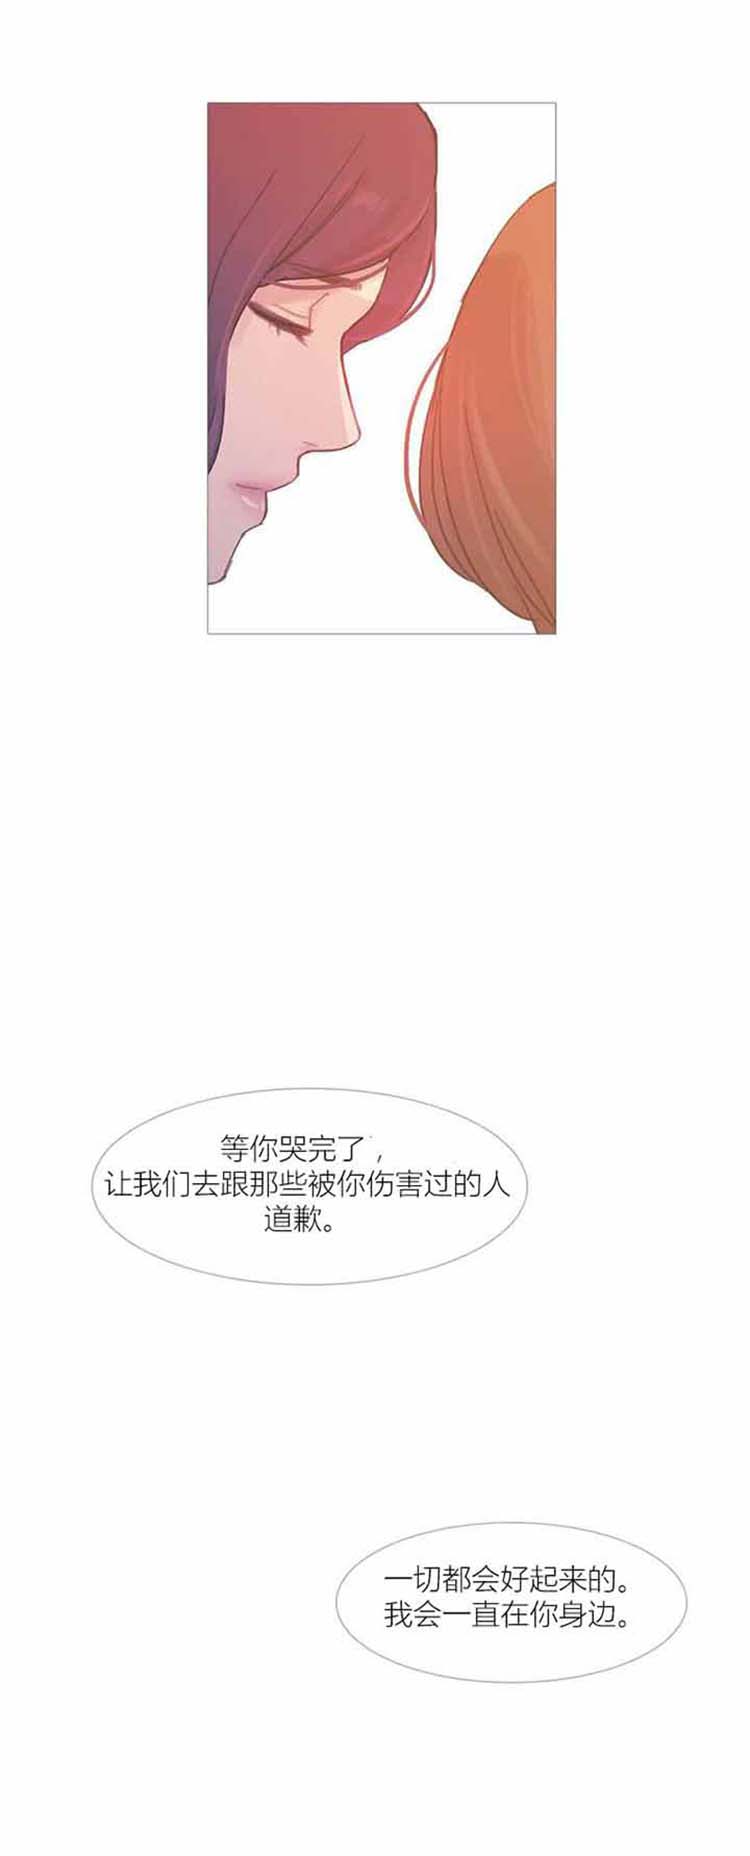 等你哭完了，
让我们去跟那些被你伤害过的人
道歉。
一切都会好起来的。
我会一直在你身边。